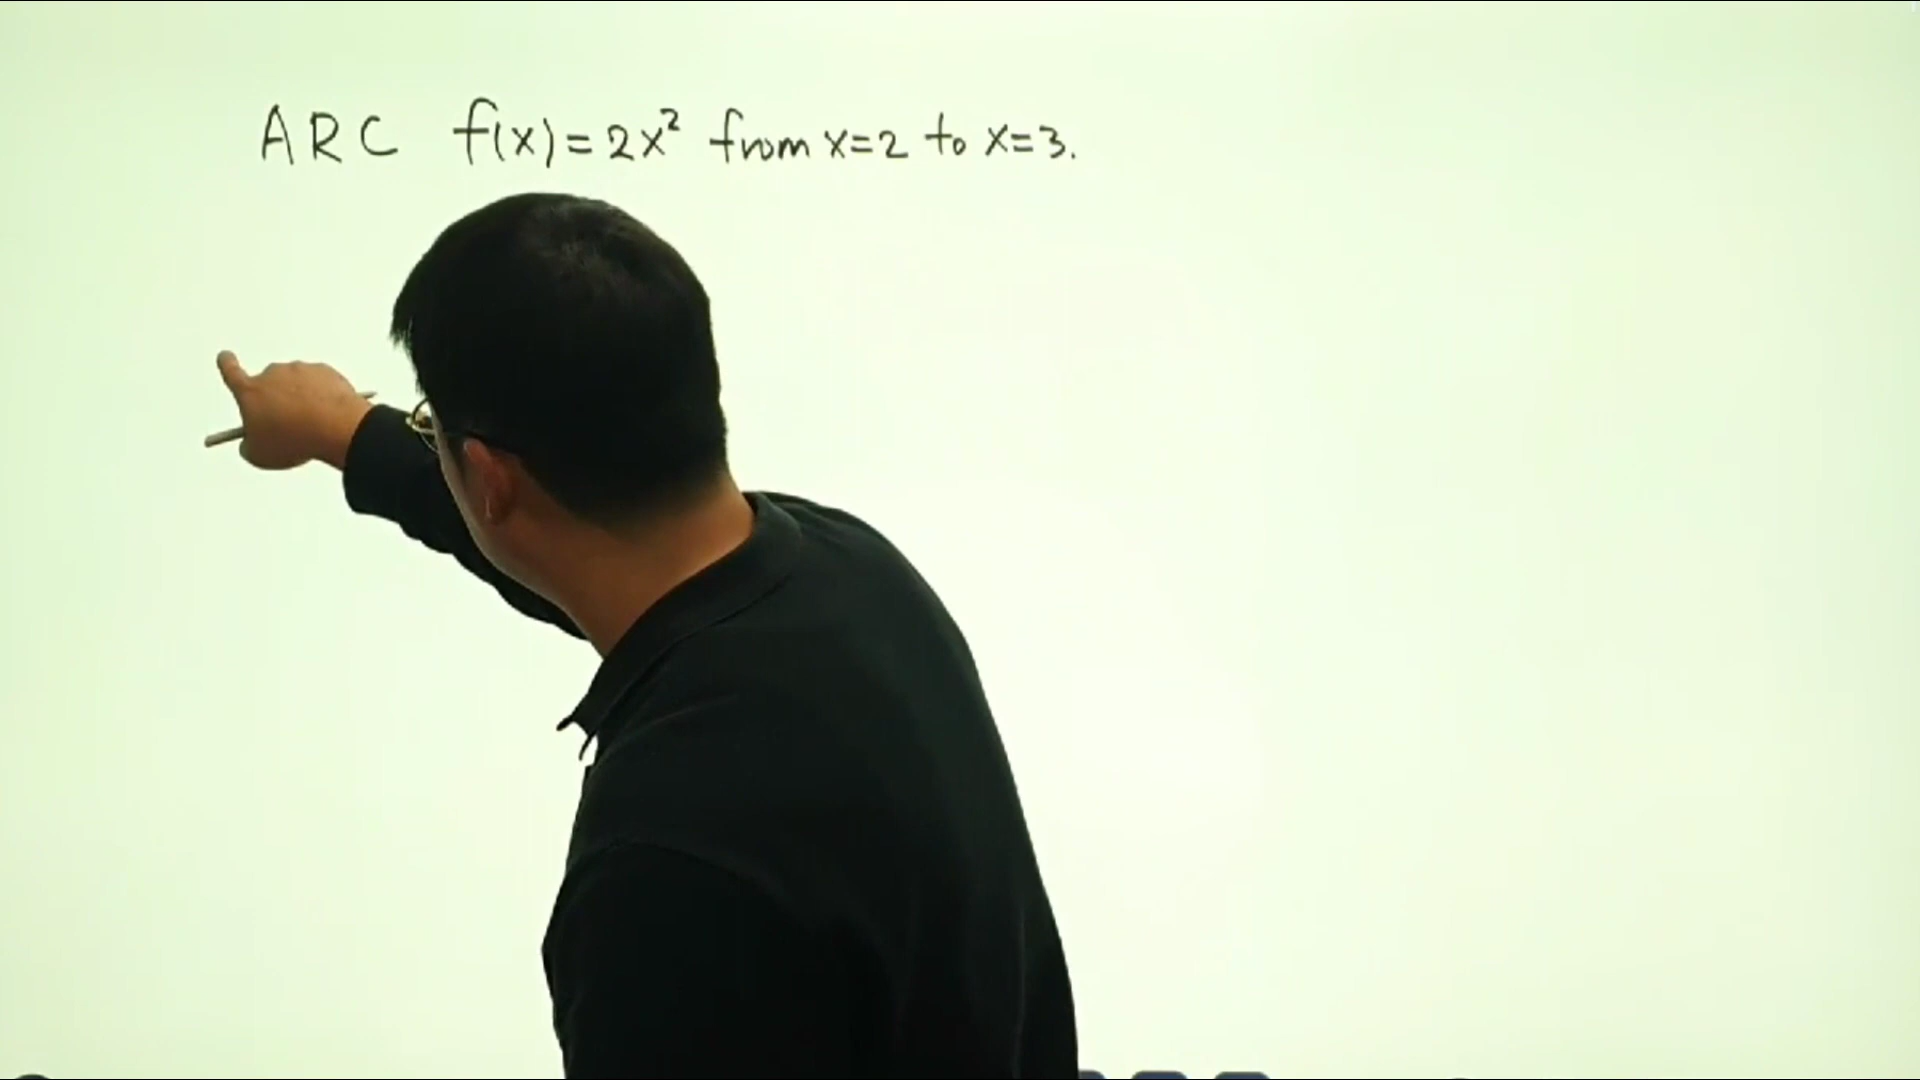 ARC f(x)=2x² from x=2 to x=3.